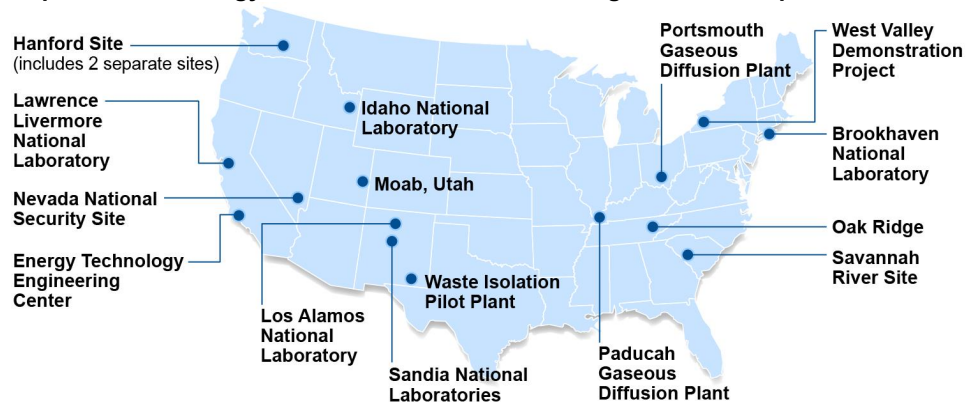 Hanford Site
(includes 2 separate sites)
Lawrence
Livermore
National
Laboratory
Nevada National
Security Site
Energy Technology
Engineering
Center
Idaho National
Laboratory
Moab, Utah
Los Alamos
National
Laboratory
Waste Isolation
Pilot Plant
Sandia National
Laboratories
Portsmouth
Gaseous
Diffusion Plant
West Valley
Demonstration
Project
Brookhaven
National
Laboratory
Oak Ridge
Savannah
River Site
Paducah
Gaseous
Diffusion Plant